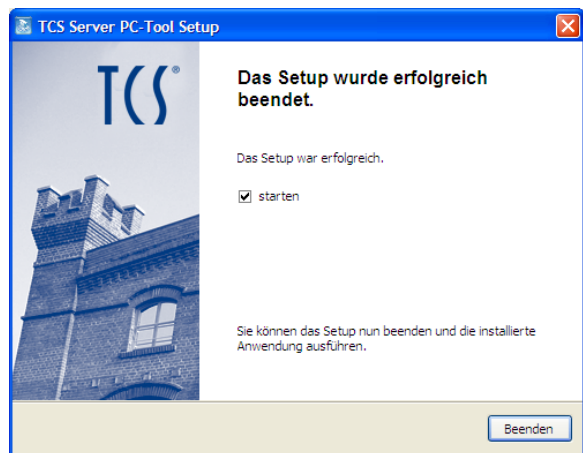 TCS Server PC-Tool Setup
TCS®
Das Setup wurde erfolgreich
beendet.
Das Setup war erfolgreich.
starten
Sie können das Setup nun beenden und die installierte
Anwendung ausführen.
Beenden